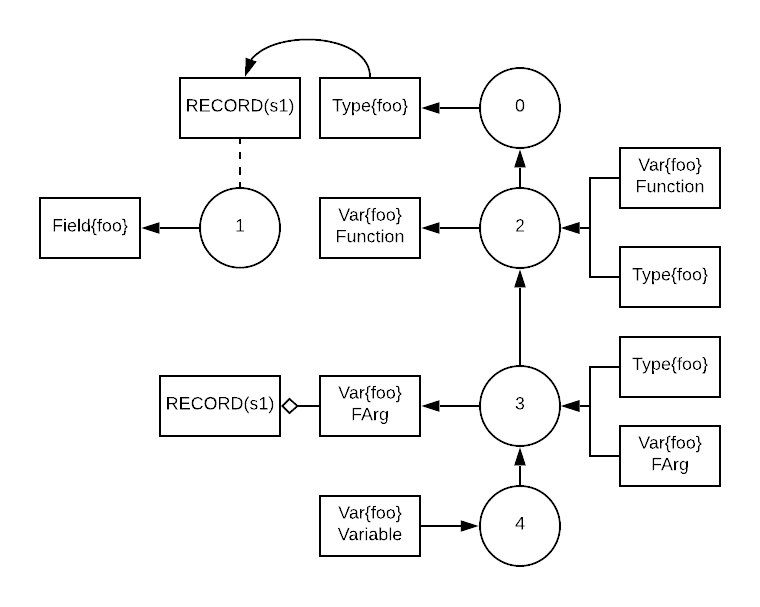 RECORD(s1)
Type{foo}
0
Var{foo}
Function
Field{foo}
1
Var{foo}
Function
2
Type{foo}
Type{foo}
RECORD(s1)
Var{foo}
FArg
3
Var{foo}
FArg
Var{foo}
Variable
4